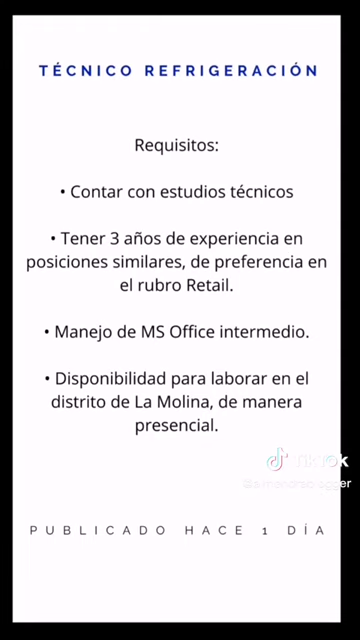 TÉCNICO REFRIGERACIÓN
Requisitos:
• Contar con estudios técnicos
• Tener 3 años de experiencia en
posiciones similares, de preferencia en
el rubro Retail.
• Manejo de MS Office intermedio.
• Disponibilidad para laborar en el
distrito de La Molina, de manera
presencial.
TikTok
PUBLICADO HACE 1 DÍA